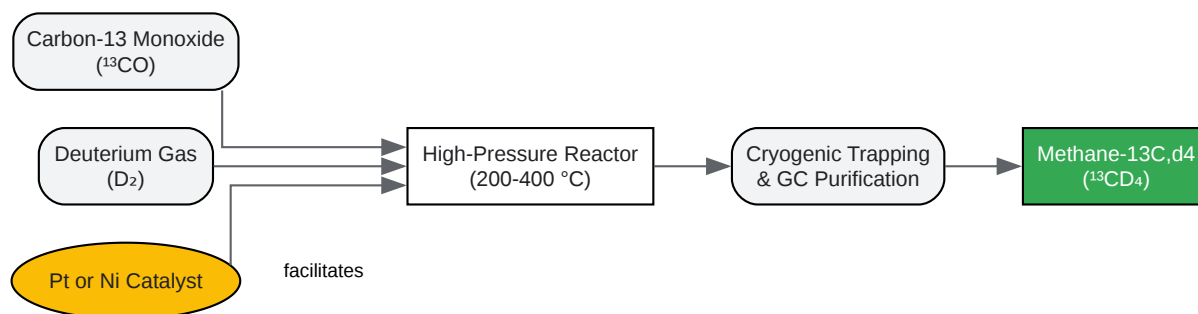 Carbon-13 Monoxide
(¹³CO)
Deuterium Gas
(D₂)
Pt or Ni Catalyst
facilitates
High-Pressure Reactor
(200-400 °C)
Cryogenic Trapping
& GC Purification
Methane-13C,d4
(¹³CD₄)